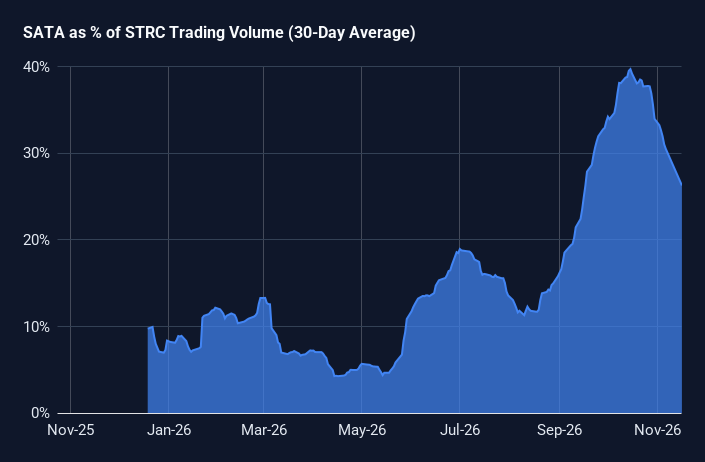 SATA as % of STRC Trading Volume (30-Day Average)
40%
30%
20%
10%
0%
Nov-25 Jan-26 Mar-26 May-26 Jul-26 Sep-26 Nov-26